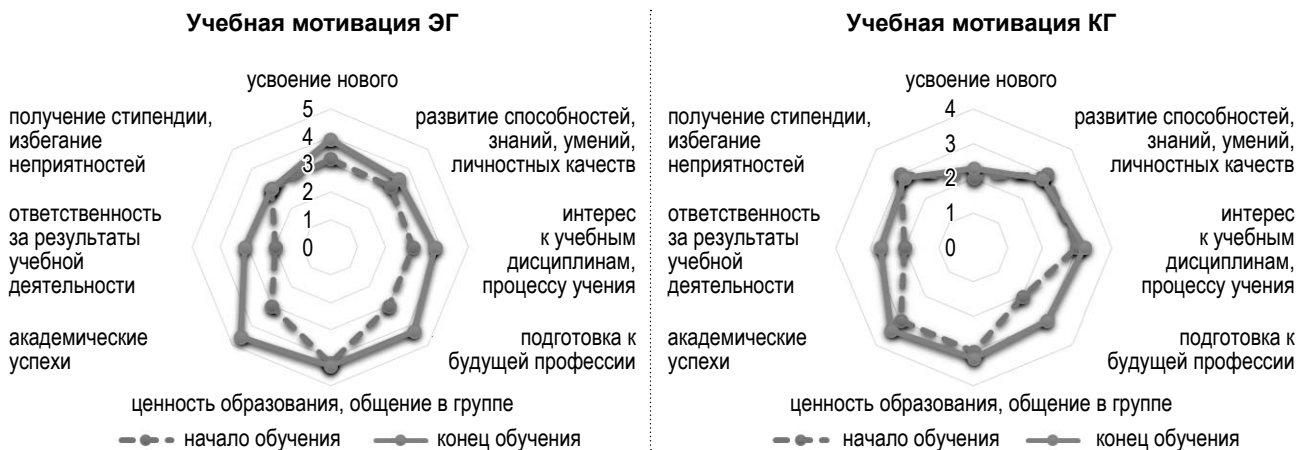 Учебная мотивация ЭГ
усвоение нового
получение стипендии,
избегание
неприятностей
развитие способностей,
знаний, умений,
личностных качеств
5
4
3
2
1
0
ответственность
за результаты
учебной
деятельности
интерес
к учебным
дисциплинам,
процессу учения
академические
успехи
подготовка к
будущей профессии
ценность образования, общение в группе
начало обучения
конец обучения
Учебная мотивация КГ
усвоение нового
получение стипендии,
избегание
неприятностей
развитие способностей,
знаний, умений,
личностных качеств
4
3
2
1
0
ответственность
за результаты
учебной
деятельности
интерес
к учебным
дисциплинам,
процессу учения
академические
успехи
подготовка к
будущей профессии
ценность образования, общение в группе
начало обучения
конец обучения